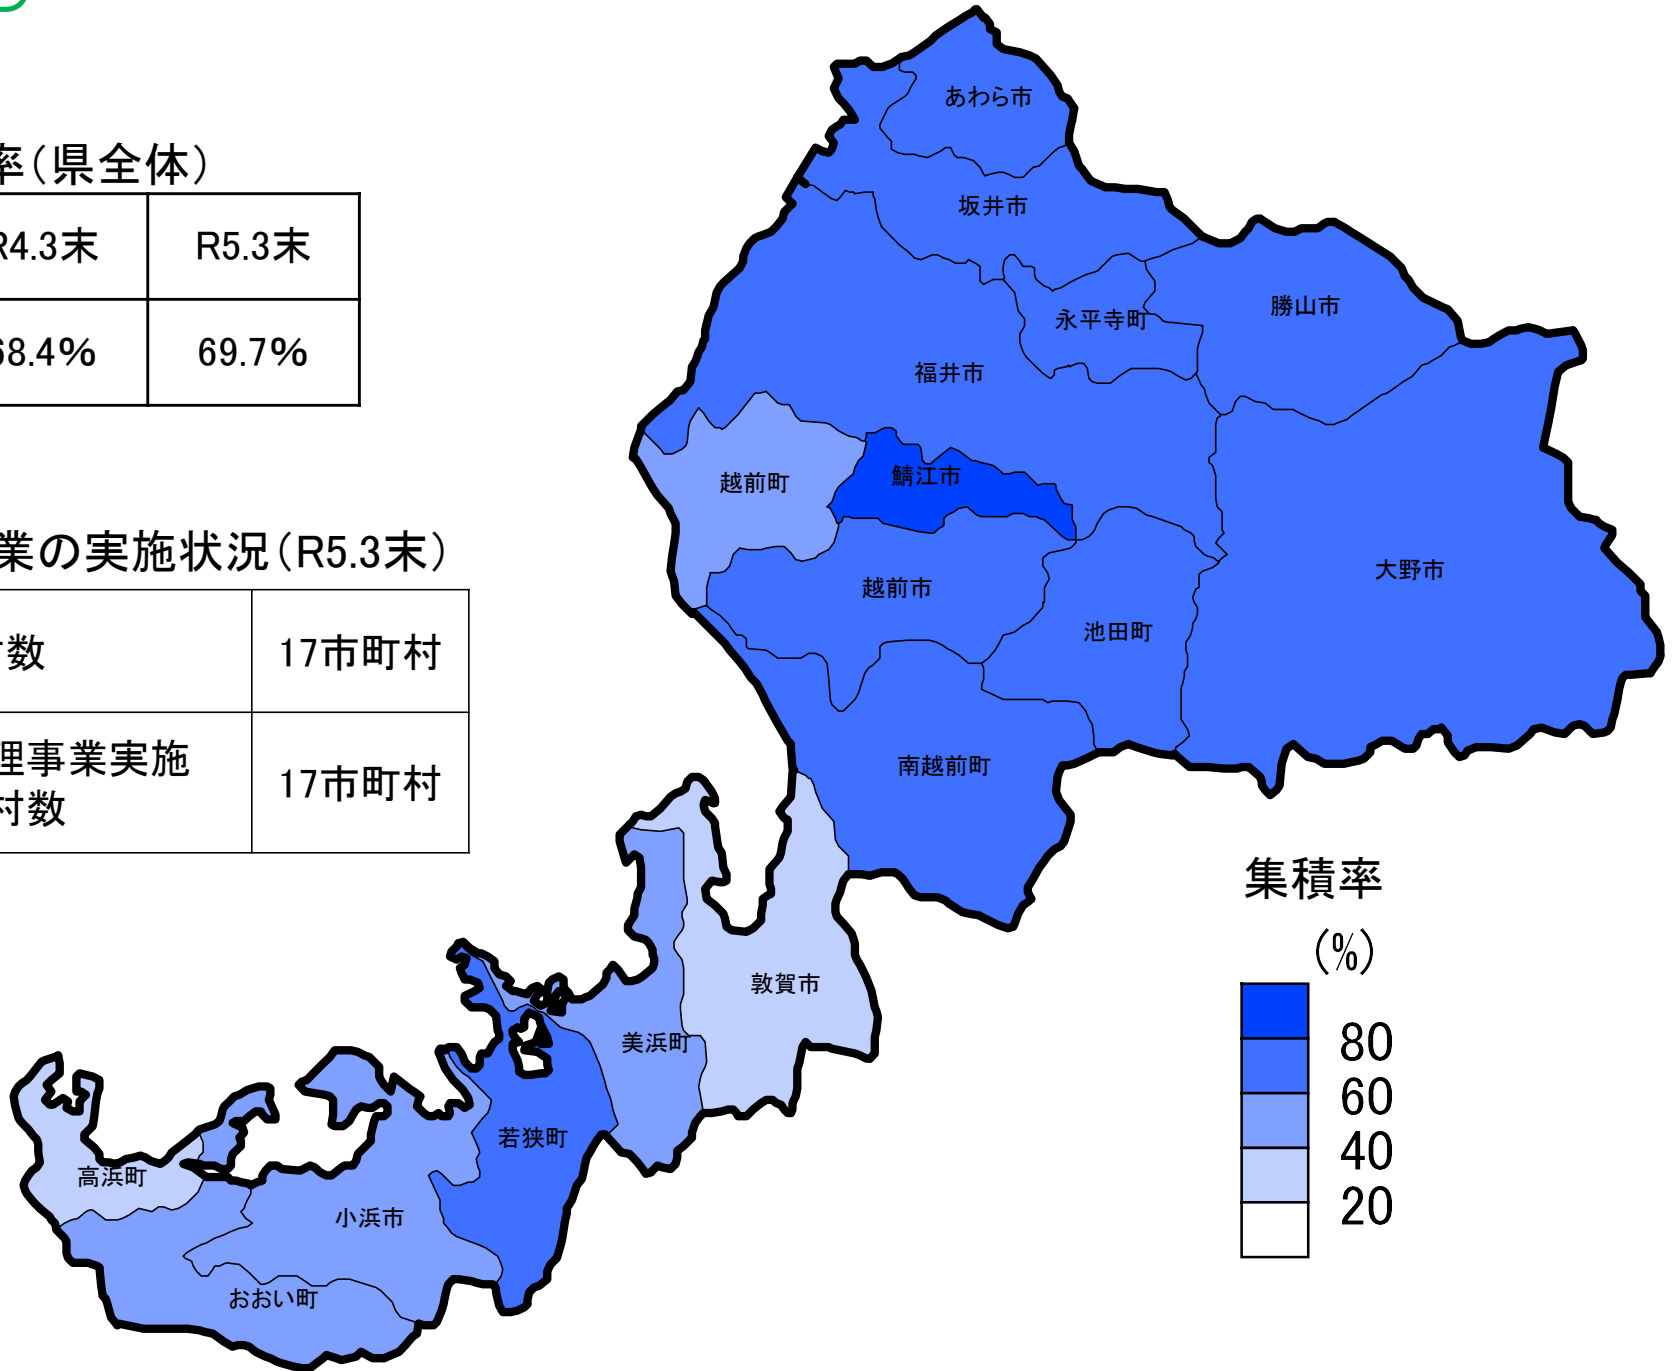 率(県全体)
R4.3末 R5.3末
68.4% 69.7%
業の実施状況(R5.3末)
村数 17市町村
理事業実施
村数 17市町村
あわら市
坂井市
勝山市
永平寺町
福井市
鯖江市
越前町
大野市
越前市
池田町
南越前町
敦賀市
美浜町
若狭町
高浜町
小浜市
おおい町
集積率
(%)
80
60
40
20